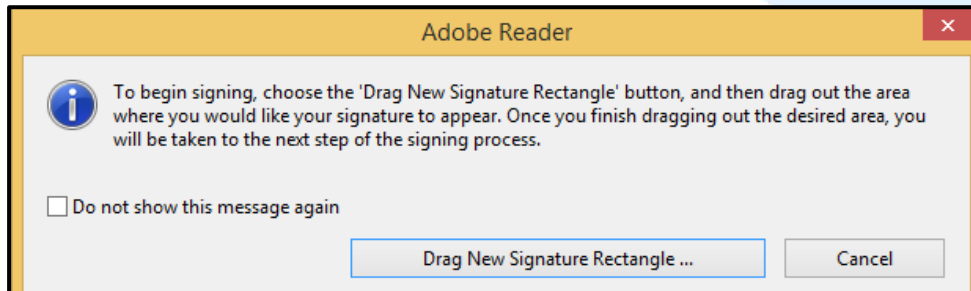 Adobe Reader
To begin signing, choose the 'Drag New Signature Rectangle' button, and then drag out the area
where you would like your signature to appear. Once you finish dragging out the desired area, you
will be taken to the next step of the signing process.
Do not show this message again
Drag New Signature Rectangle ...
Cancel